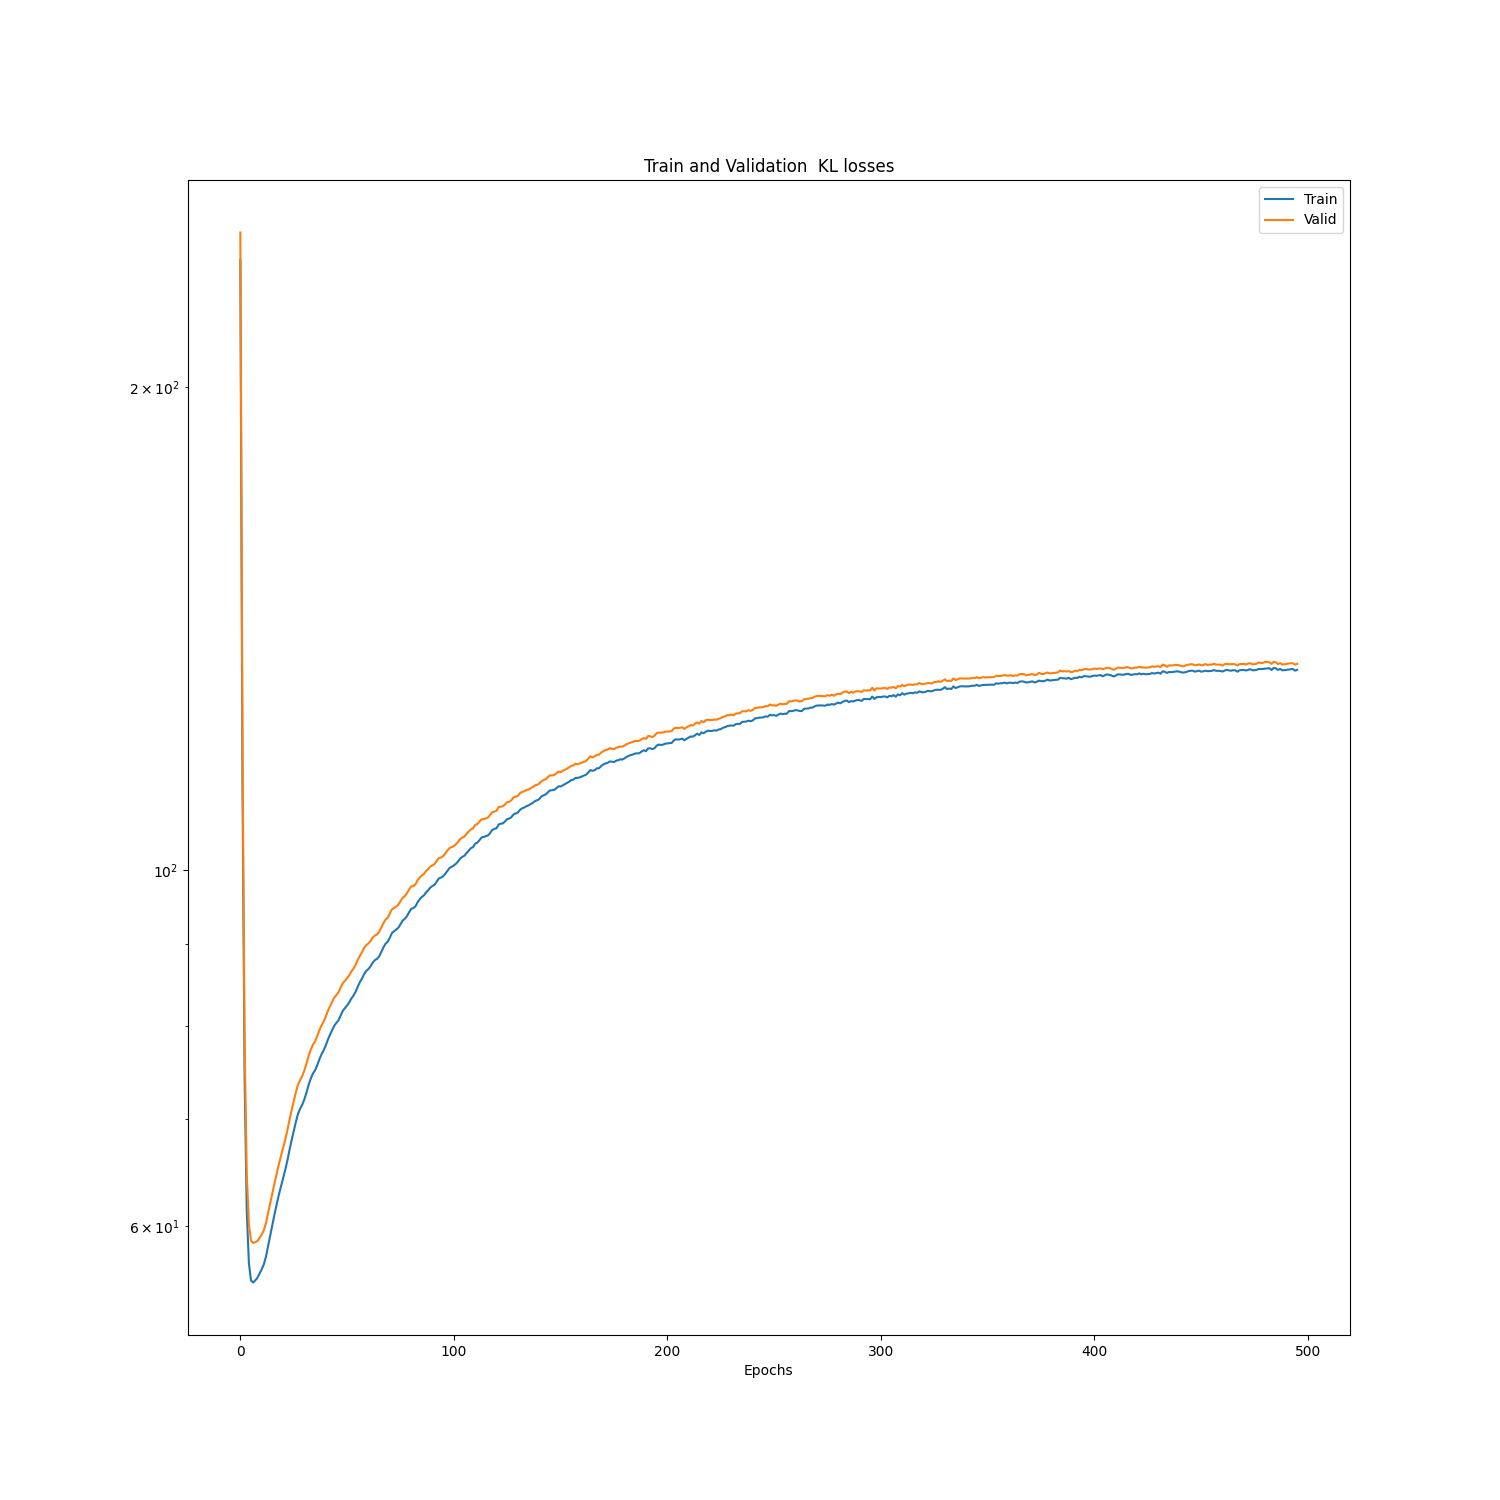 Train and Validation  KL losses
Train
Valid
2 × 10²
10²
6 × 10¹
0 100 200 300 400 500
Epochs